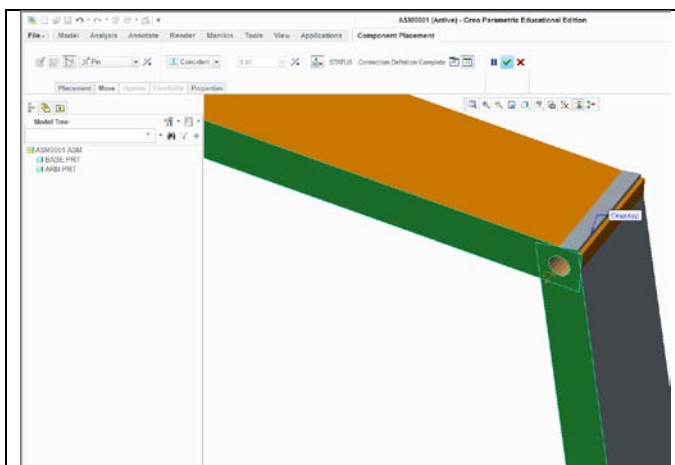 ASM0001 (Active) - Creo Parametric Educational Edition
File Model Analysis Annotate Render Manikin Tools View Applications Component Placement
Pin Coincident STATUS: Connection Definition Complete
Placement Move Options Flexibility Properties
Model Tree
ASM0001.ASM
BASE.PRT
ARM.PRT
Oriented